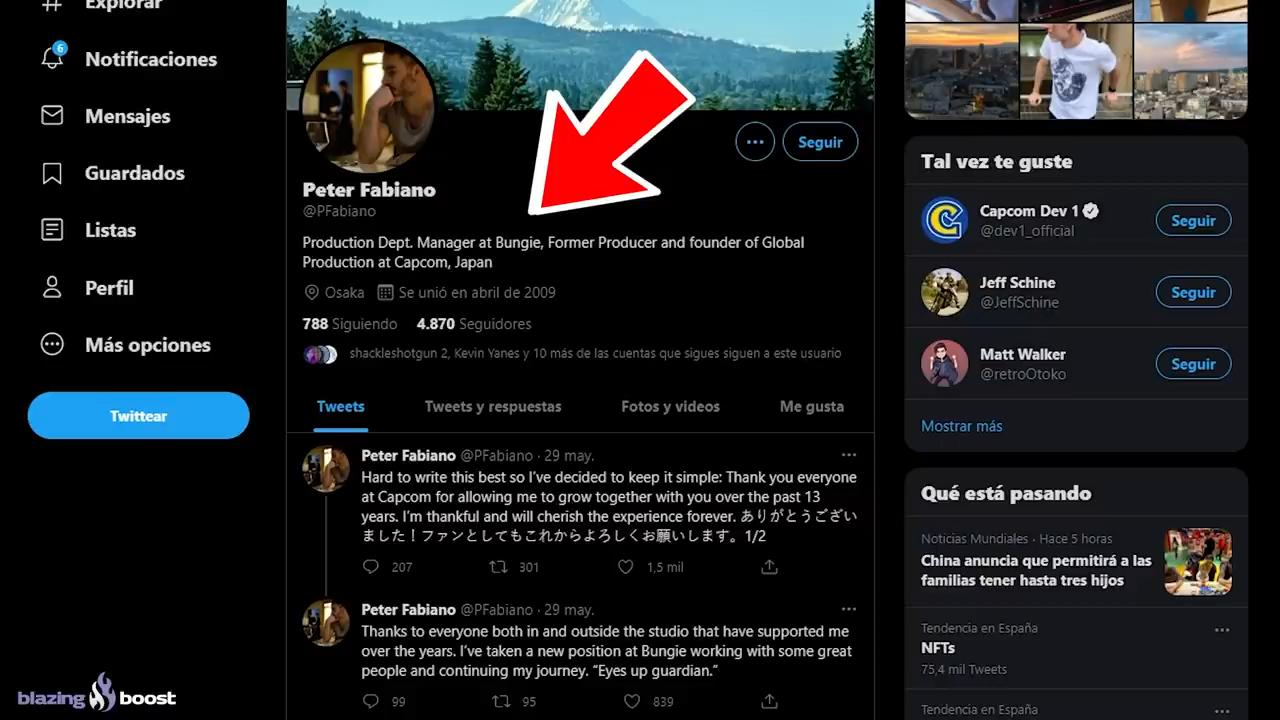 Explorar
6
Notificaciones
Mensajes
Guardados
Listas
Perfil
Más opciones
Twittear
blazing boost
Seguir
Peter Fabiano
@PFabiano
Production Dept. Manager at Bungie, Former Producer and founder of Global
Production at Capcom, Japan
Osaka Se unió en abril de 2009
788 Siguiendo 4.870 Seguidores
shackleshotgun 2, Kevin Yanes y 10 más de las cuentas que sigues siguen a este usuario
Tweets Tweets y respuestas Fotos y videos Me gusta
Peter Fabiano @PFabiano · 29 may.
Hard to write this best so I've decided to keep it simple: Thank you everyone
at Capcom for allowing me to grow together with you over the past 13
years. I'm thankful and will cherish the experience forever. ありがとうござい
ました！ファンとしてもこれからよろしくお願いします。1/2
207 301 1,5 mil
Peter Fabiano @PFabiano · 29 may.
Thanks to everyone both in and outside the studio that have supported me
over the years. I've taken a new position at Bungie working with some great
people and continuing my journey. “Eyes up guardian.”
99 95 839
Tal vez te guste
Capcom Dev 1
@dev1_official
Seguir
Jeff Schine
@JeffSchine
Seguir
Matt Walker
@retroOtoko
Seguir
Mostrar más
Qué está pasando
Noticias Mundiales · Hace 5 horas
China anuncia que permitirá a las
familias tener hasta tres hijos
Tendencia en España
NFTs
75,4 mil Tweets
Tendencia en España